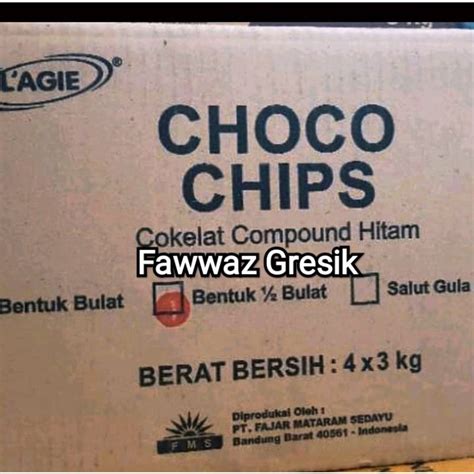 L'AGIE ®
CHOCO
CHIPS
Cokelat Compound Hitam
Fawwaz Gresik
Bentuk Bulat
Bentuk ½ Bulat
Salut Gula
BERAT BERSIH : 4 x 3 kg
FMS
Diproduksi Oleh :
PT. FAJAR MATARAM SEDAYU
Bandung Barat 40561 - Indonesia